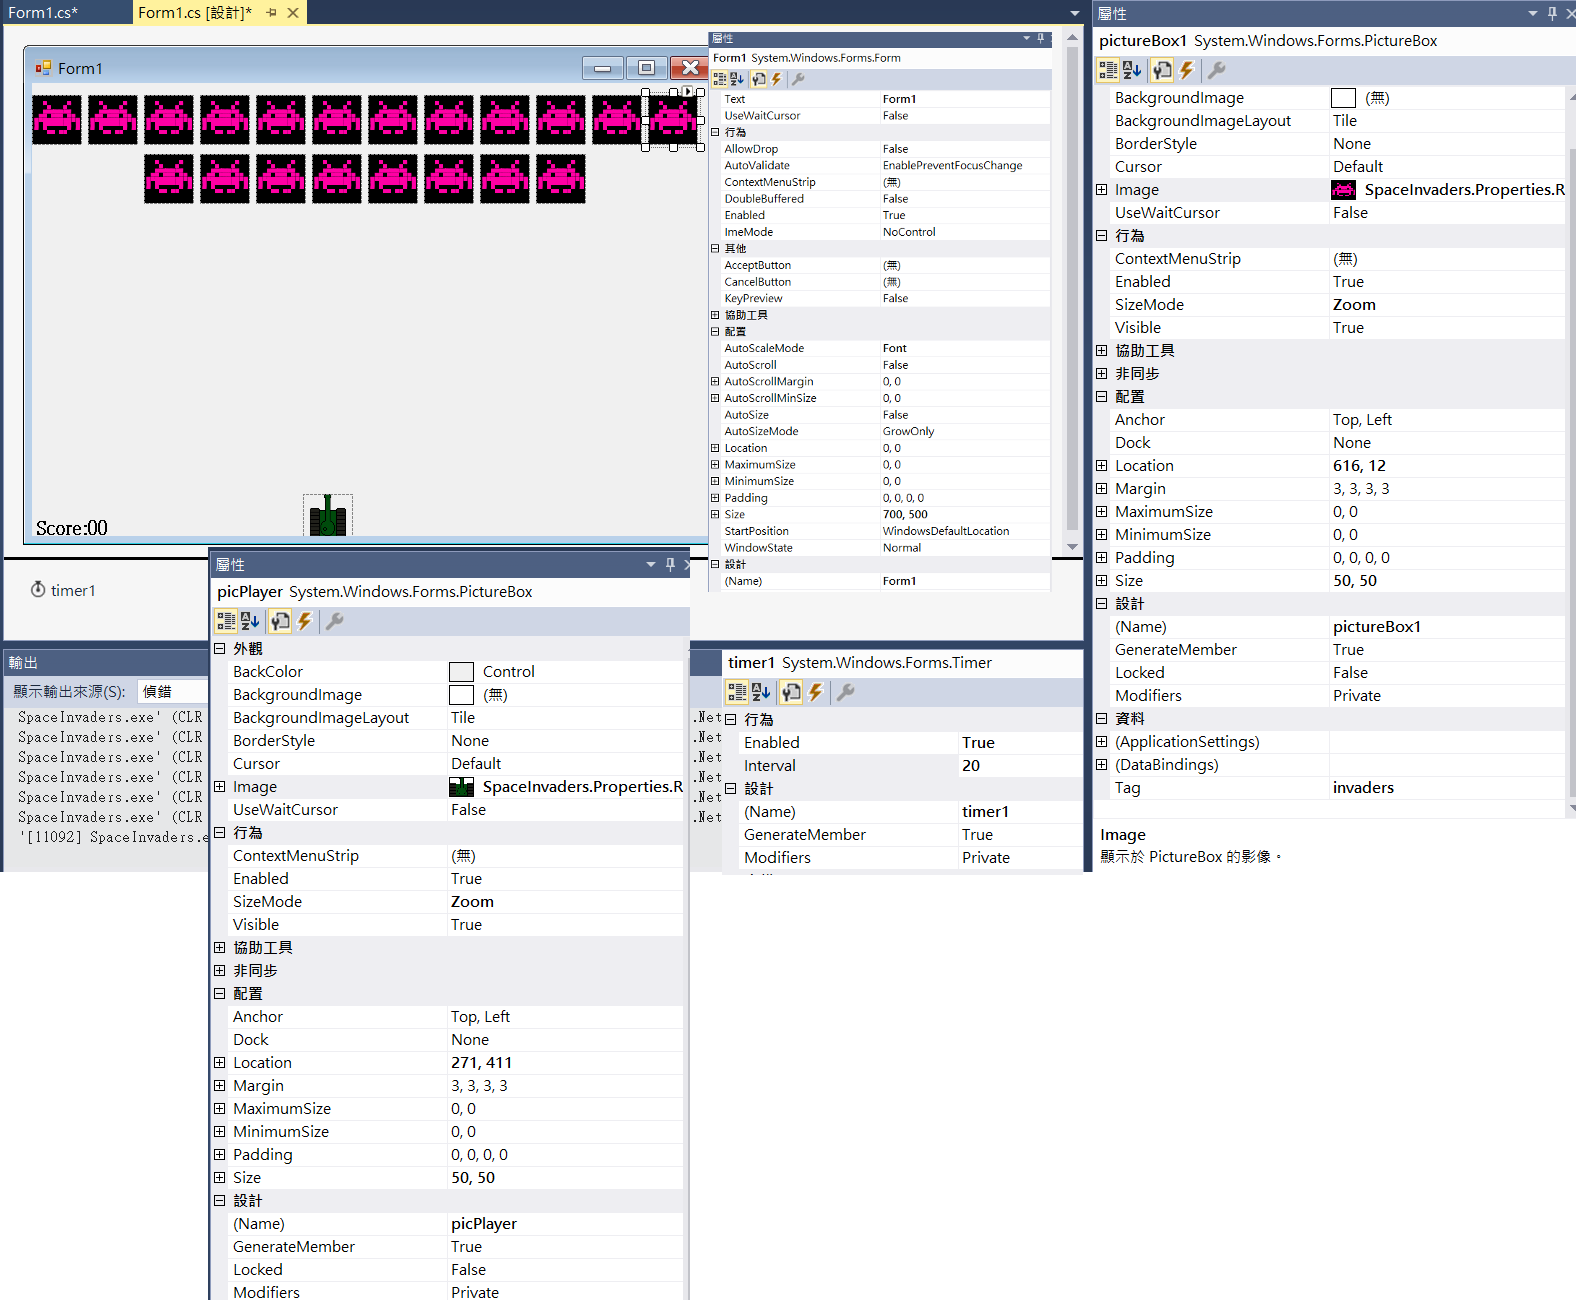 Form1.cs*
Form1.cs [設計]*
Form1
Score:00
timer1
輸出
顯示輸出來源(S): 偵錯
SpaceInvaders.exe' (CLR
SpaceInvaders.exe' (CLR
SpaceInvaders.exe' (CLR
SpaceInvaders.exe' (CLR
SpaceInvaders.exe' (CLR
SpaceInvaders.exe' (CLR
'[11092] SpaceInvaders.e
.Net
.Net
.Net
.Net
.Net
.Net
屬性
Form1 System.Windows.Forms.Form
Text Form1
UseWaitCursor False
行為
AllowDrop False
AutoValidate EnablePreventFocusChange
ContextMenuStrip (無)
DoubleBuffered False
Enabled True
ImeMode NoControl
其他
AcceptButton (無)
CancelButton (無)
KeyPreview False
協助工具
配置
AutoScaleMode Font
AutoScroll False
AutoScrollMargin 0, 0
AutoScrollMinSize 0, 0
AutoSize False
AutoSizeMode GrowOnly
Location 0, 0
MaximumSize 0, 0
MinimumSize 0, 0
Padding 0, 0, 0, 0
Size 700, 500
StartPosition WindowsDefaultLocation
WindowState Normal
設計
(Name) Form1
屬性
picPlayer System.Windows.Forms.PictureBox
外觀
BackColor Control
BackgroundImage (無)
BackgroundImageLayout Tile
BorderStyle None
Cursor Default
Image SpaceInvaders.Properties.R
UseWaitCursor False
行為
ContextMenuStrip (無)
Enabled True
SizeMode Zoom
Visible True
協助工具
非同步
配置
Anchor Top, Left
Dock None
Location 271, 411
Margin 3, 3, 3, 3
MaximumSize 0, 0
MinimumSize 0, 0
Padding 0, 0, 0, 0
Size 50, 50
設計
(Name) picPlayer
GenerateMember True
Locked False
Modifiers Private
timer1 System.Windows.Forms.Timer
行為
Enabled True
Interval 20
設計
(Name) timer1
GenerateMember True
Modifiers Private
屬性
pictureBox1 System.Windows.Forms.PictureBox
BackgroundImage (無)
BackgroundImageLayout Tile
BorderStyle None
Cursor Default
Image SpaceInvaders.Properties.R
UseWaitCursor False
行為
ContextMenuStrip (無)
Enabled True
SizeMode Zoom
Visible True
協助工具
非同步
配置
Anchor Top, Left
Dock None
Location 616, 12
Margin 3, 3, 3, 3
MaximumSize 0, 0
MinimumSize 0, 0
Padding 0, 0, 0, 0
Size 50, 50
設計
(Name) pictureBox1
GenerateMember True
Locked False
Modifiers Private
資料
(ApplicationSettings)
(DataBindings)
Tag invaders
Image
顯示於 PictureBox 的影像。